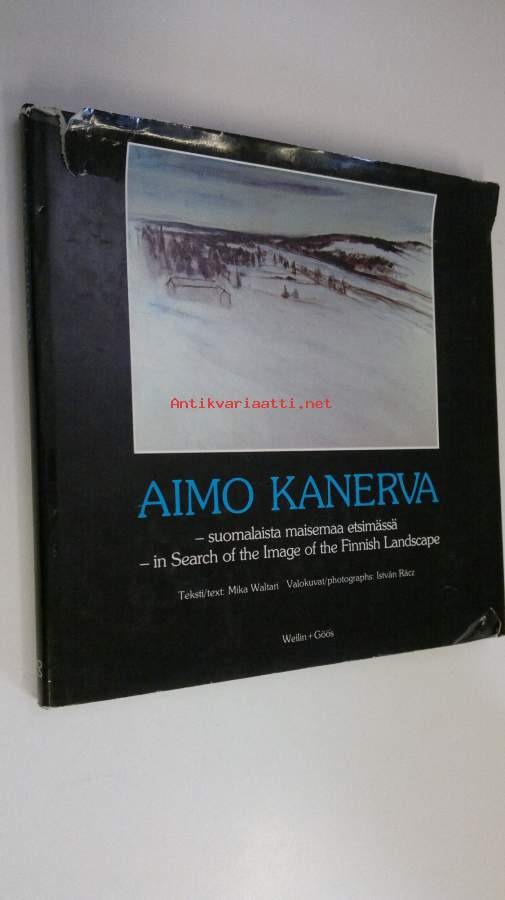 Antikvariaatti.net
AIMO KANERVA
– suomalaista maisemaa etsimässä
– in Search of the Image of the Finnish Landscape
Teksti/text: Mika Waltari Valokuvat/photographs: István Rácz
Weilin+Göös